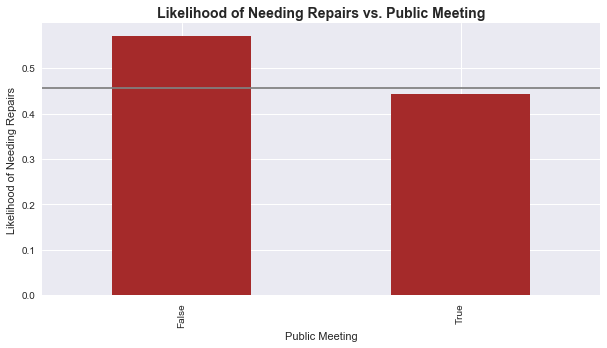 Likelihood of Needing Repairs vs. Public Meeting
Likelihood of Needing Repairs
0.5
0.4
0.3
0.2
0.1
0.0
False
True
Public Meeting